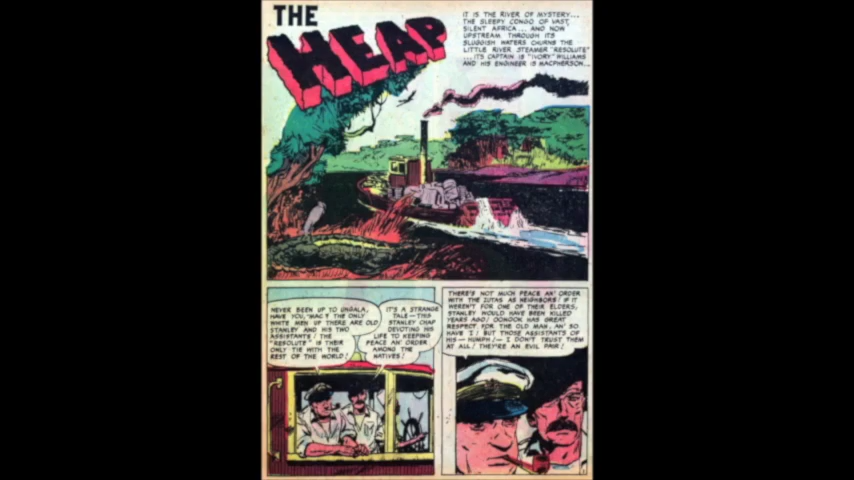 THE
HEAP
IT IS THE RIVER OF MYSTERY...
THE SLEEPY CONGO OF VAST,
SILENT AFRICA... AND NOW
UPSTREAM THROUGH ITS
SLUGGISH WATERS CHURNS THE
LITTLE RIVER STEAMER "RESOLUTE"
...ITS CAPTAIN IS "IVORY" WILLIAMS
AND HIS ENGINEER IS MACPHERSON...
NEVER BEEN UP TO UNGALA,
HAVE YOU, "MAC"? THE ONLY
WHITE MEN UP THERE ARE OLD
STANLEY AND HIS TWO
ASSISTANTS! THE
"RESOLUTE" IS THEIR
ONLY TIE WITH THE
REST OF THE WORLD!
IT'S A STRANGE
TALE--THIS
STANLEY CHAP
DEVOTING HIS
LIFE TO KEEPING
PEACE AN' ORDER
AMONG THE
NATIVES!
THERE'S NOT MUCH PEACE AN' ORDER
WITH THE IUTAS AS NEIGHBORS! IF IT
WEREN'T FOR ONE OF THEIR ELDERS,
STANLEY WOULD HAVE BEEN KILLED
YEARS AGO! DONGON HAS GREAT
RESPECT FOR THE OLD MAN, AN' SO
HAVE I! BUT THOSE ASSISTANTS OF
HIS--HUMPH!--I DON'T TRUST THEM
AT ALL! THEY'RE AN EVIL PAIR!